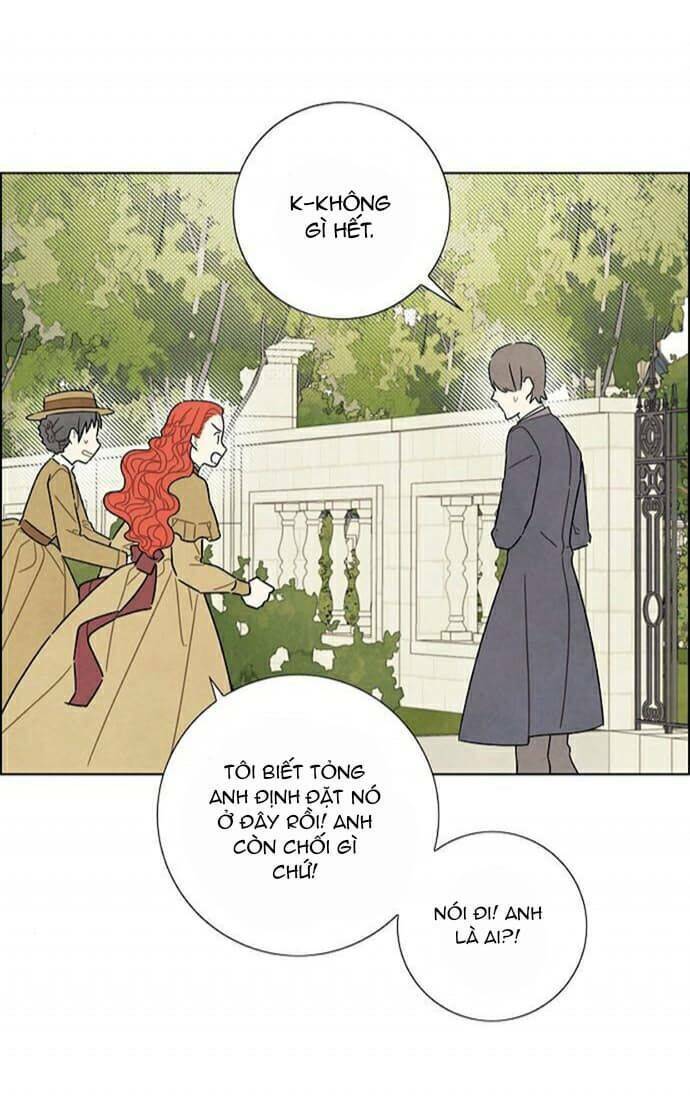 K-KHÔNG
GÌ HẾT.
TÔI BIẾT TỎNG
ANH ĐỊNH ĐẶT NÓ
Ở ĐÂY RỒI! ANH
CÒN CHỐI GÌ
CHỨ!
NÓI ĐI! ANH
LÀ AI?!